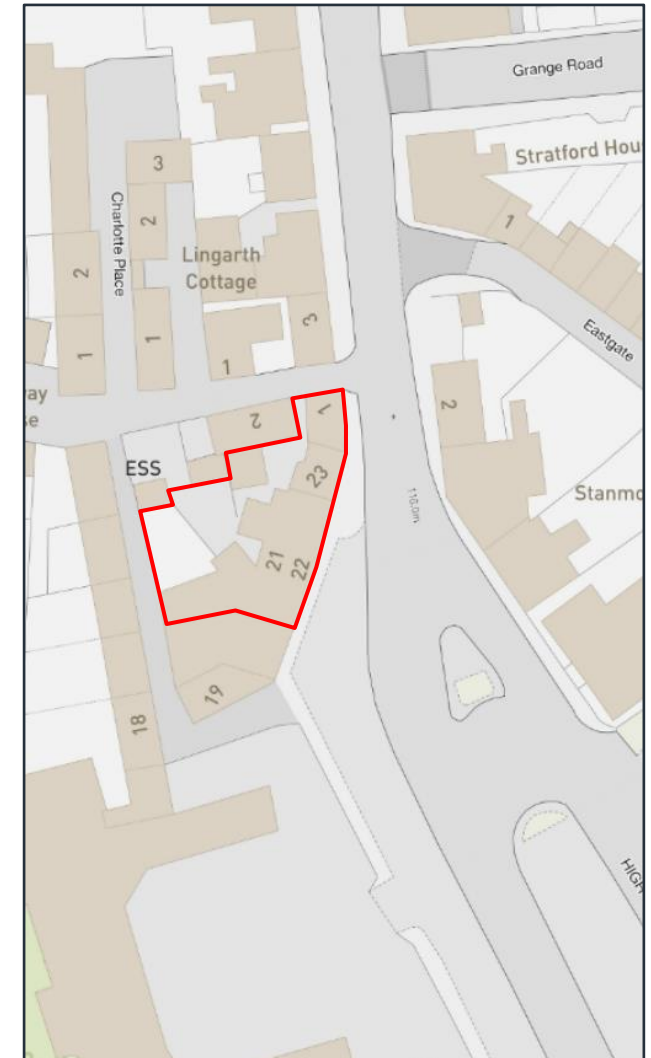 Grange Road
Stratford Hou
3
Charlotte Place
2
1
Lingarth
Cottage
2
3
Eastgate
1
1
1
ay
e
2
1
2
ESS
23
110.0m
Stanmo
21
22
19
18
HIGH